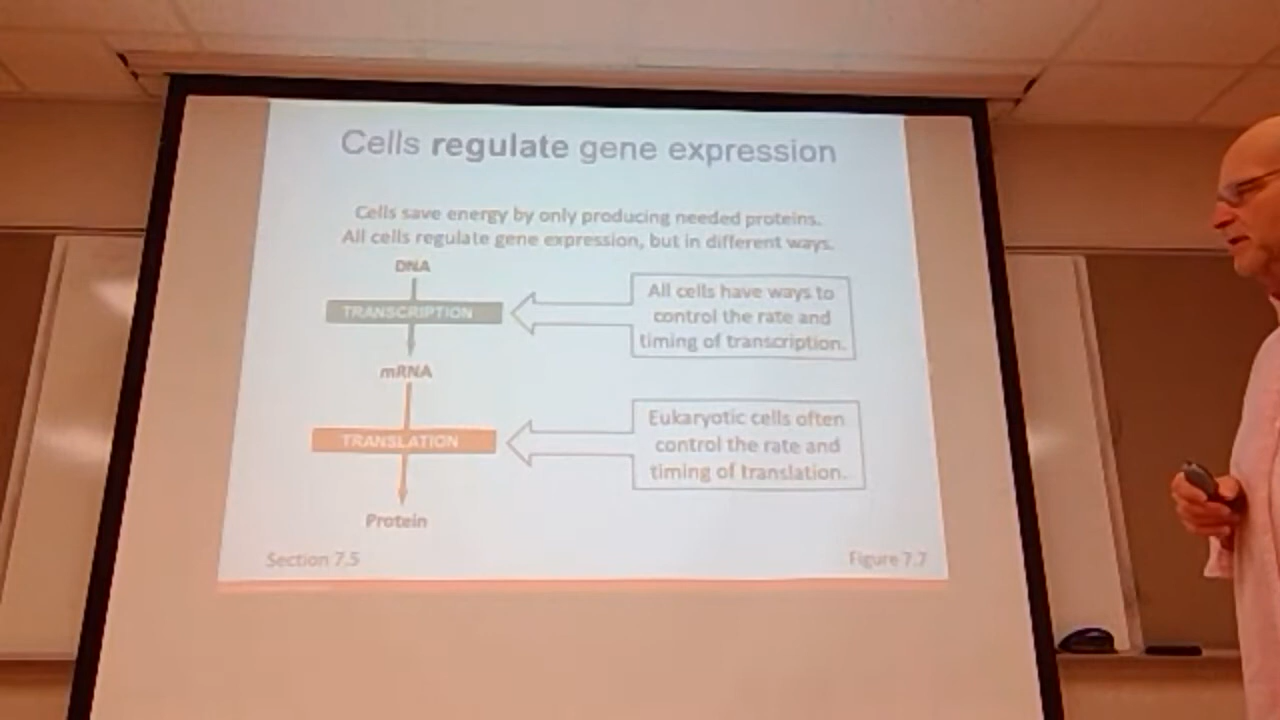 Cells regulate gene expression
Cells save energy by only producing needed proteins.
All cells regulate gene expression, but in different ways.
DNA
TRANSCRIPTION
All cells have ways to
control the rate and
timing of transcription.
mRNA
TRANSLATION
Eukaryotic cells often
control the rate and
timing of translation.
Protein
Section 7.5
Figure 7.7